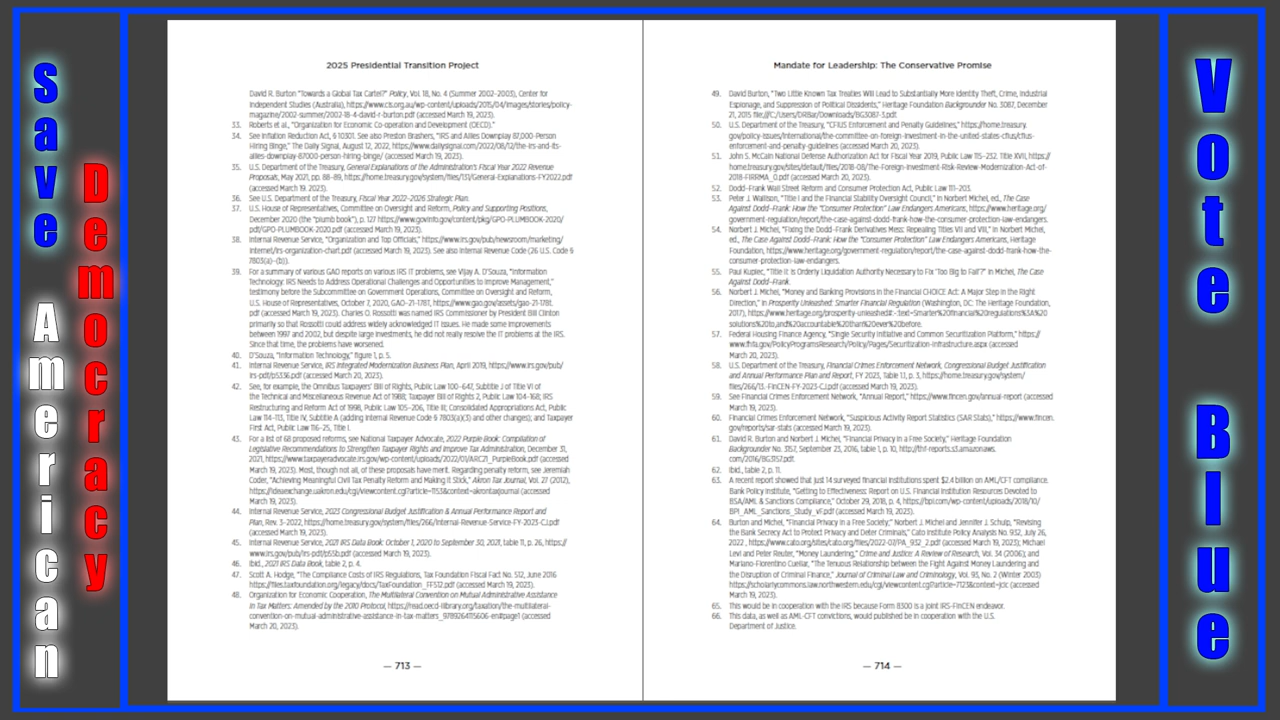 Save American
Democracy
2025 Presidential Transition Project
David R. Burton "Towards a Global Tax Cartel?" Policy, Vol. 18, No. 4 (Summer 2002–2003), Center for
Independent Studies (Australia), https://www.cis.org.au/wp-content/uploads/2015/04/images/stories/policy-
magazine/2002-summer/2002-18-4-david-r-burton.pdf (accessed March 19, 2023).
33. Roberts et al., "Organization for Economic Co-operation and Development (OECD)."
34. See Inflation Reduction Act, § 10301. See also Preston Brashers, "IRS and Allies Downplay 87,000-Person
Hiring Binge," The Daily Signal, August 12, 2022, https://www.dailysignal.com/2022/08/12/the-irs-and-its-
allies-downplay-87000-person-hiring-binge/ (accessed March 19, 2023).
35. U.S. Department of the Treasury, General Explanations of the Administration's Fiscal Year 2022 Revenue
Proposals, May 2021, pp. 88–89, https://home.treasury.gov/system/files/131/General-Explanations-FY2022.pdf
(accessed March 19, 2023).
36. See U.S. Department of the Treasury, Fiscal Year 2022–2026 Strategic Plan.
37. U.S. House of Representatives, Committee on Oversight and Reform, Policy and Supporting Positions,
December 2020 (the "plumb book"), p. 127 https://www.govinfo.gov/content/pkg/GPO-PLUMBOOK-2020/
pdf/GPO-PLUMBOOK-2020.pdf (accessed March 19, 2023).
38. Internal Revenue Service, "Organization and Top Officials," https://www.irs.gov/pub/newsroom/marketing/
internet/irs-organization-chart.pdf (accessed March 19, 2023). See also Internal Revenue Code (26 U.S. Code §
7803(a)–(b)).
39. For a summary of various GAO reports on various IRS IT problems, see Vijay A. D'Souza, "Information
Technology: IRS Needs to Address Operational Challenges and Opportunities to Improve Management,"
testimony before the Subcommittee on Government Operations, Committee on Oversight and Reform,
U.S. House of Representatives, October 7, 2020, GAO-21-178T, https://www.gao.gov/assets/gao-21-178t.
pdf (accessed March 19, 2023). Charles O. Rossotti was named IRS Commissioner by President Bill Clinton
primarily so that Rossotti could address widely acknowledged IT issues. He made some improvements
between 1997 and 2002, but despite large investments, he did not really resolve the IT problems at the IRS.
Since that time, the problems have worsened.
40. D'Souza, "Information Technology," figure 1, p. 5.
41. Internal Revenue Service, IRS Integrated Modernization Business Plan, April 2019, https://www.irs.gov/pub/
irs-pdf/p5336.pdf (accessed March 20, 2023).
42. See, for example, the Omnibus Taxpayers' Bill of Rights, Public Law 100–647, Subtitle J of Title VI of
the Technical and Miscellaneous Revenue Act of 1988; Taxpayer Bill of Rights 2, Public Law 104–168; IRS
Restructuring and Reform Act of 1998, Public Law 105–206, Title III; Consolidated Appropriations Act, Public
Law 114–113, Title IV, Subtitle A (adding Internal Revenue Code § 7803(a)(3) and other changes); and Taxpayer
First Act, Public Law 116–25, Title I.
43. For a list of 68 proposed reforms, see National Taxpayer Advocate, 2022 Purple Book: Compilation of
Legislative Recommendations to Strengthen Taxpayer Rights and Improve Tax Administration, December 31,
2021, https://www.taxpayeradvocate.irs.gov/wp-content/uploads/2022/01/ARC21_PurpleBook.pdf (accessed
March 19, 2023). Most, though not all, of these proposals have merit. Regarding penalty reform, see Jeremiah
Coder, "Achieving Meaningful Civil Tax Penalty Reform and Making it Stick," Akron Tax Journal, Vol. 27 (2012),
https://ideaexchange.uakron.edu/cgi/viewcontent.cgi?article=1153&context=akrontaxjournal (accessed
March 19, 2023).
44. Internal Revenue Service, 2023 Congressional Budget Justification & Annual Performance Report and
Plan, Rev. 3-2022, https://home.treasury.gov/system/files/266/Internal-Revenue-Service-FY-2023-CJ.pdf
(accessed March 19, 2023).
45. Internal Revenue Service, 2021 IRS Data Book: October 1, 2020 to September 30, 2021, table 11, p. 26, https://
www.irs.gov/pub/irs-pdf/p55b.pdf (accessed March 19, 2023).
46. Ibid., 2021 IRS Data Book, table 2, p. 4.
47. Scott A. Hodge, "The Compliance Costs of IRS Regulations, Tax Foundation Fiscal Fact No. 512, June 2016
https://files.taxfoundation.org/legacy/docs/TaxFoundation_FF512.pdf (accessed March 19, 2023).
48. Organization for Economic Cooperation, The Multilateral Convention on Mutual Administrative Assistance
in Tax Matters: Amended by the 2010 Protocol, https://read.oecd-ilibrary.org/taxation/the-multilateral-
convention-on-mutual-administrative-assistance-in-tax-matters_9789264115606-en#page1 (accessed
March 20, 2023).
— 713 —
Mandate for Leadership: The Conservative Promise
49. David Burton, "Two Little Known Tax Treaties Will Lead to Substantially More Identity Theft, Crime, Industrial
Espionage, and Suppression of Political Dissidents," Heritage Foundation Backgrounder No. 3087, December
21, 2015 file:///C:/Users/DRBar/Downloads/BG3087-3.pdf.
50. U.S. Department of the Treasury, "CFIUS Enforcement and Penalty Guidelines," https://home.treasury.
gov/policy-issues/international/the-committee-on-foreign-investment-in-the-united-states-cfius/cfius-
enforcement-and-penalty-guidelines (accessed March 20, 2023).
51. John S. McCain National Defense Authorization Act for Fiscal Year 2019, Public Law 115–232. Title XVII, https://
home.treasury.gov/sites/default/files/2018-08/The-Foreign-Investment-Risk-Review-Modernization-Act-of-
2018-FIRRMA_0.pdf (accessed March 20, 2023).
52. Dodd–Frank Wall Street Reform and Consumer Protection Act, Public Law 111–203.
53. Peter J. Wallison, "Title I and the Financial Stability Oversight Council," in Norbert Michel, ed., The Case
Against Dodd–Frank: How the "Consumer Protection" Law Endangers Americans, https://www.heritage.org/
government-regulation/report/the-case-against-dodd-frank-how-the-consumer-protection-law-endangers.
54. Norbert J. Michel, "Fixing the Dodd–Frank Derivatives Mess: Repealing Titles VII and VIII," in Norbert Michel,
ed., The Case Against Dodd–Frank: How the "Consumer Protection" Law Endangers Americans, Heritage
Foundation, https://www.heritage.org/government-regulation/report/the-case-against-dodd-frank-how-the-
consumer-protection-law-endangers.
55. Paul Kupiec, "Title II: Is Orderly Liquidation Authority Necessary to Fix 'Too Big to Fail'?" in Michel, The Case
Against Dodd–Frank.
56. Norbert J. Michel, "Money and Banking Provisions in the Financial CHOICE Act: A Major Step in the Right
Direction," in Prosperity Unleashed: Smarter Financial Regulation (Washington, DC: The Heritage Foundation,
2017), https://www.heritage.org/prosperity-unleashed#:~:text=Smarter%20financial%20regulations%3A%20
solutions%20to,and%20accountable%20than%20ever%20before.
57. Federal Housing Finance Agency, "Single Security Initiative and Common Securitization Platform," https://
www.fhfa.gov/PolicyProgramsResearch/Policy/Pages/Securitization-Infrastructure.aspx (accessed
March 20, 2023).
58. U.S. Department of the Treasury, Financial Crimes Enforcement Network, Congressional Budget Justification
and Annual Performance Plan and Report, FY 2023, Table 1.1, p. 3, https://home.treasury.gov/system/
files/266/13.-FinCEN-FY-2023-CJ.pdf (accessed March 19, 2023).
59. See Financial Crimes Enforcement Network, "Annual Report," https://www.fincen.gov/annual-report (accessed
March 19, 2023).
60. Financial Crimes Enforcement Network, "Suspicious Activity Report Statistics (SAR Stats)," https://www.fincen.
gov/reports/sar-stats (accessed March 19, 2023).
61. David R. Burton and Norbert J. Michel, "Financial Privacy in a Free Society," Heritage Foundation
Backgrounder No. 3157, September 23, 2016, table 1, p. 10, http://thf-reports.s3.amazonaws.
com/2016/BG3157.pdf.
62. Ibid., table 2, p. 11.
63. A recent report showed that just 14 surveyed financial institutions spent $2.4 billion on AML/CFT compliance.
Bank Policy Institute, "Getting to Effectiveness: Report on U.S. Financial Institution Resources Devoted to
BSA/AML & Sanctions Compliance," October 29, 2018, p. 4, https://bpi.com/wp-content/uploads/2018/10/
BPI_AML_Sanctions_Study_vF.pdf (accessed March 19, 2023).
64. Burton and Michel, "Financial Privacy in a Free Society," Norbert J. Michel and Jennifer J. Schulp, "Revising
the Bank Secrecy Act to Protect Privacy and Deter Criminals," Cato Institute Policy Analysis No. 932, July 26,
2022 , https://www.cato.org/sites/cato.org/files/2022-07/PA_932_2.pdf (accessed March 19, 2023); Michael
Levi and Peter Reuter, "Money Laundering," Crime and Justice: A Review of Research, Vol. 34 (2006); and
Mariano-Florentino Cuellar, "The Tenuous Relationship between the Fight Against Money Laundering and
the Disruption of Criminal Finance," Journal of Criminal Law and Criminology, Vol. 93, No. 2 (Winter 2003)
https://scholarlycommons.law.northwestern.edu/cgi/viewcontent.cgi?article=7123&context=jclc (accessed
March 19, 2023).
65. This would be in cooperation with the IRS because Form 8300 is a joint IRS-FinCEN endeavor.
66. This data, as well as AML-CFT convictions, would published be in cooperation with the U.S.
Department of Justice.
— 714 —
Vote Blue